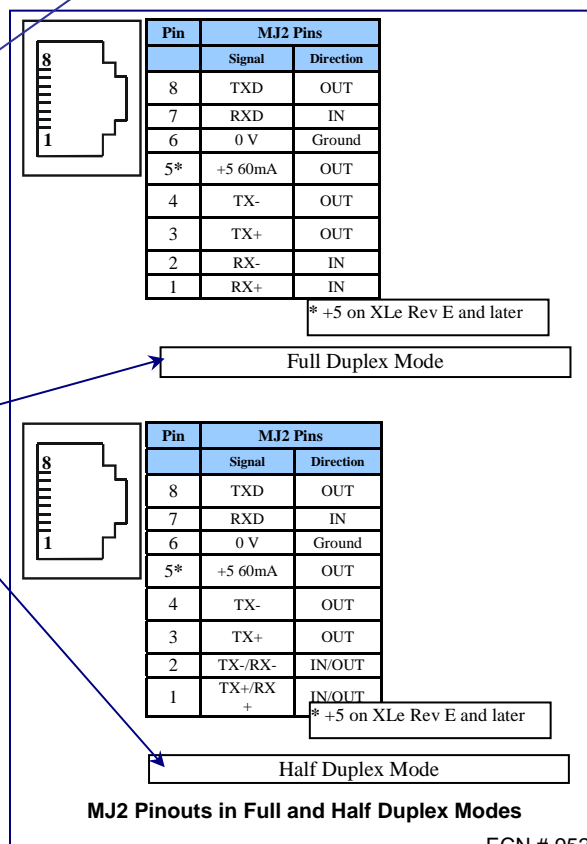 8
1
Pin MJ2 Pins
Signal Direction
8 TXD OUT
7 RXD IN
6 0 V Ground
5* +5 60mA OUT
4 TX- OUT
3 TX+ OUT
2 RX- IN
1 RX+ IN
* +5 on XLe Rev E and later
Full Duplex Mode
8
1
Pin MJ2 Pins
Signal Direction
8 TXD OUT
7 RXD IN
6 0 V Ground
5* +5 60mA OUT
4 TX- OUT
3 TX+ OUT
2 TX-/RX- IN/OUT
1 TX+/RX
+ IN/OUT
* +5 on XLe Rev E and later
Half Duplex Mode
MJ2 Pinouts in Full and Half Duplex Modes